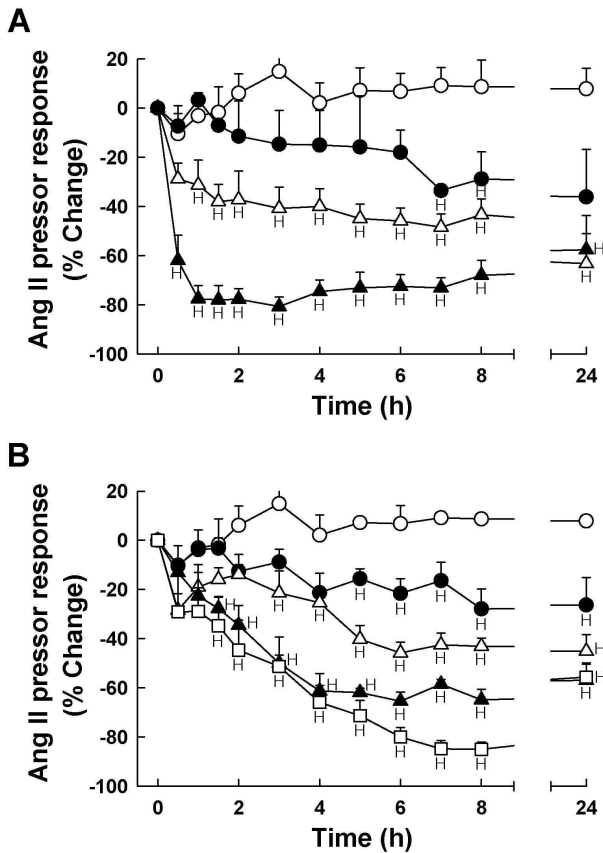 A
Ang II pressor response
(% Change)
20
0
-20
-40
-60
-80
-100
H H H H H H H H H H
H H H H H H
H H
H
H
0 2 4 6 8 24
Time (h)
B
Ang II pressor response
(% Change)
20
0
-20
-40
-60
-80
-100
H H H H H H H
H H H H H H
H H H H H H
H H H H
0 2 4 6 8 24
Time (h)